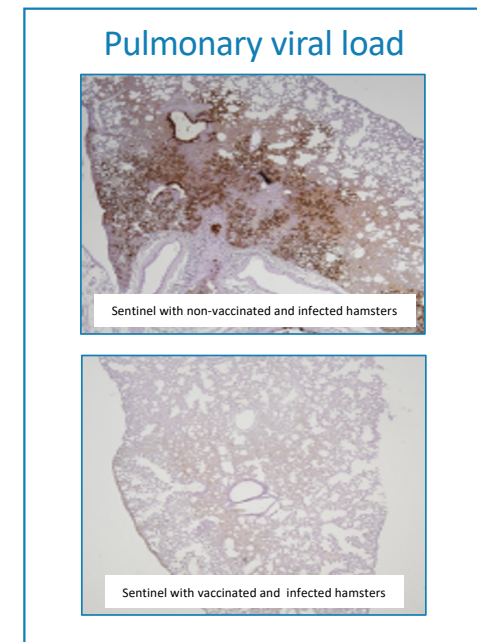 Pulmonary viral load
Sentinel with non-vaccinated and infected hamsters
Sentinel with vaccinated and infected hamsters